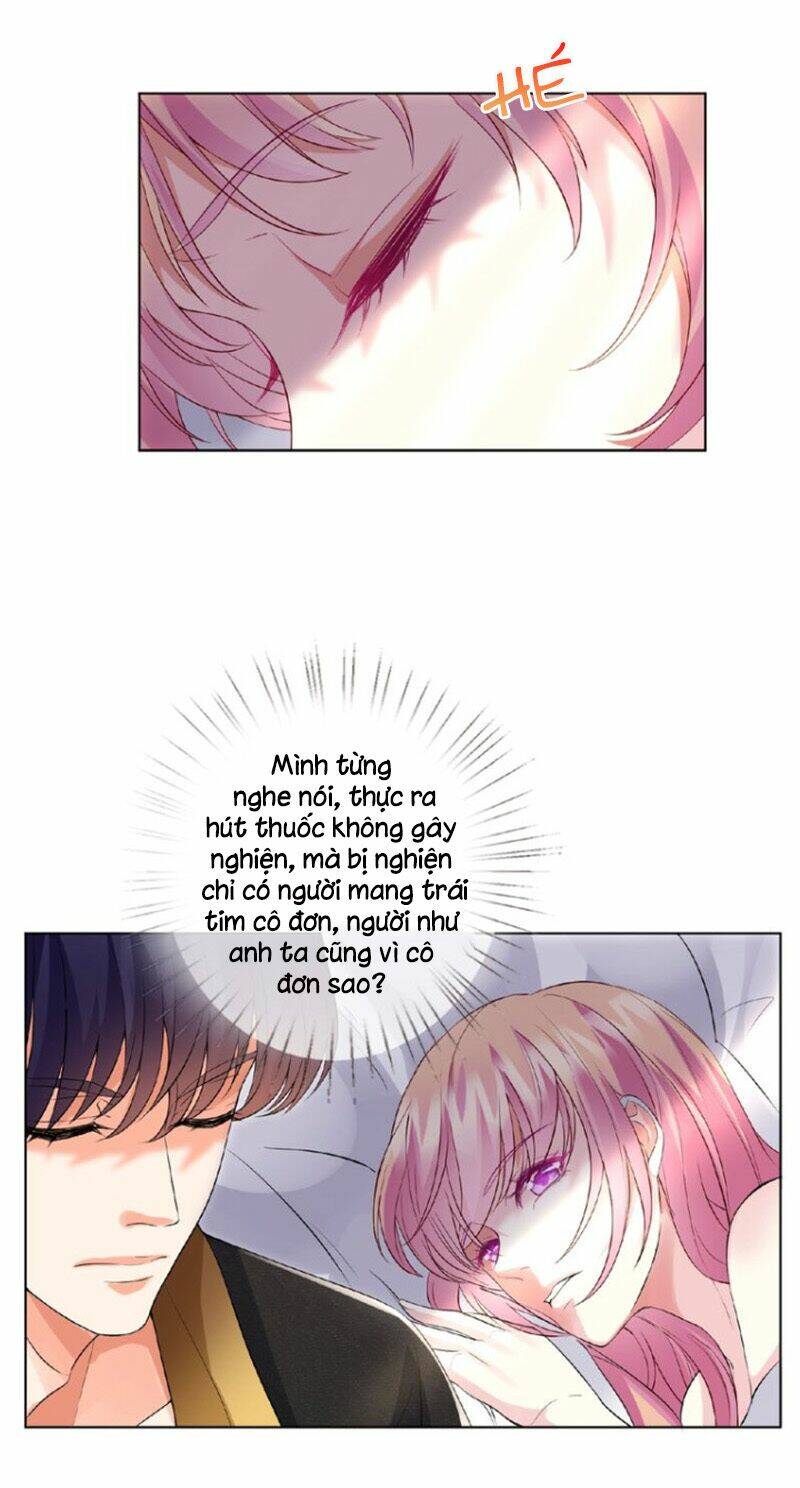 HÉ
Mình từng
nghe nói, thực ra
hút thuốc không gây
nghiện, mà bị nghiện
chỉ có người mang trái
tim cô đơn, người như
anh ta cũng vì cô
đơn sao?